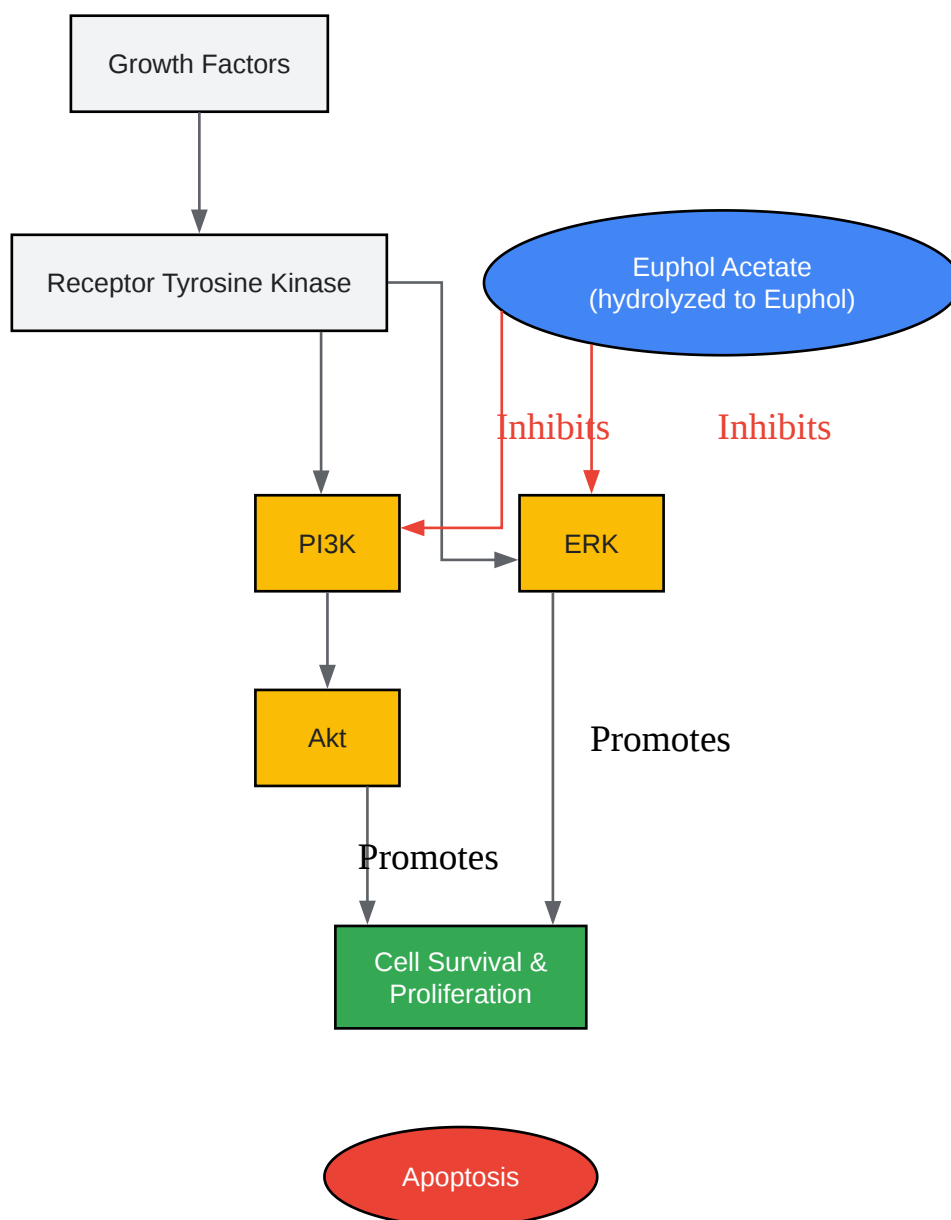 Growth Factors
Receptor Tyrosine Kinase
Euphol Acetate
(hydrolyzed to Euphol)
Inhibits
Inhibits
PI3K
ERK
Akt
Promotes
Promotes
Cell Survival &
Proliferation
Apoptosis